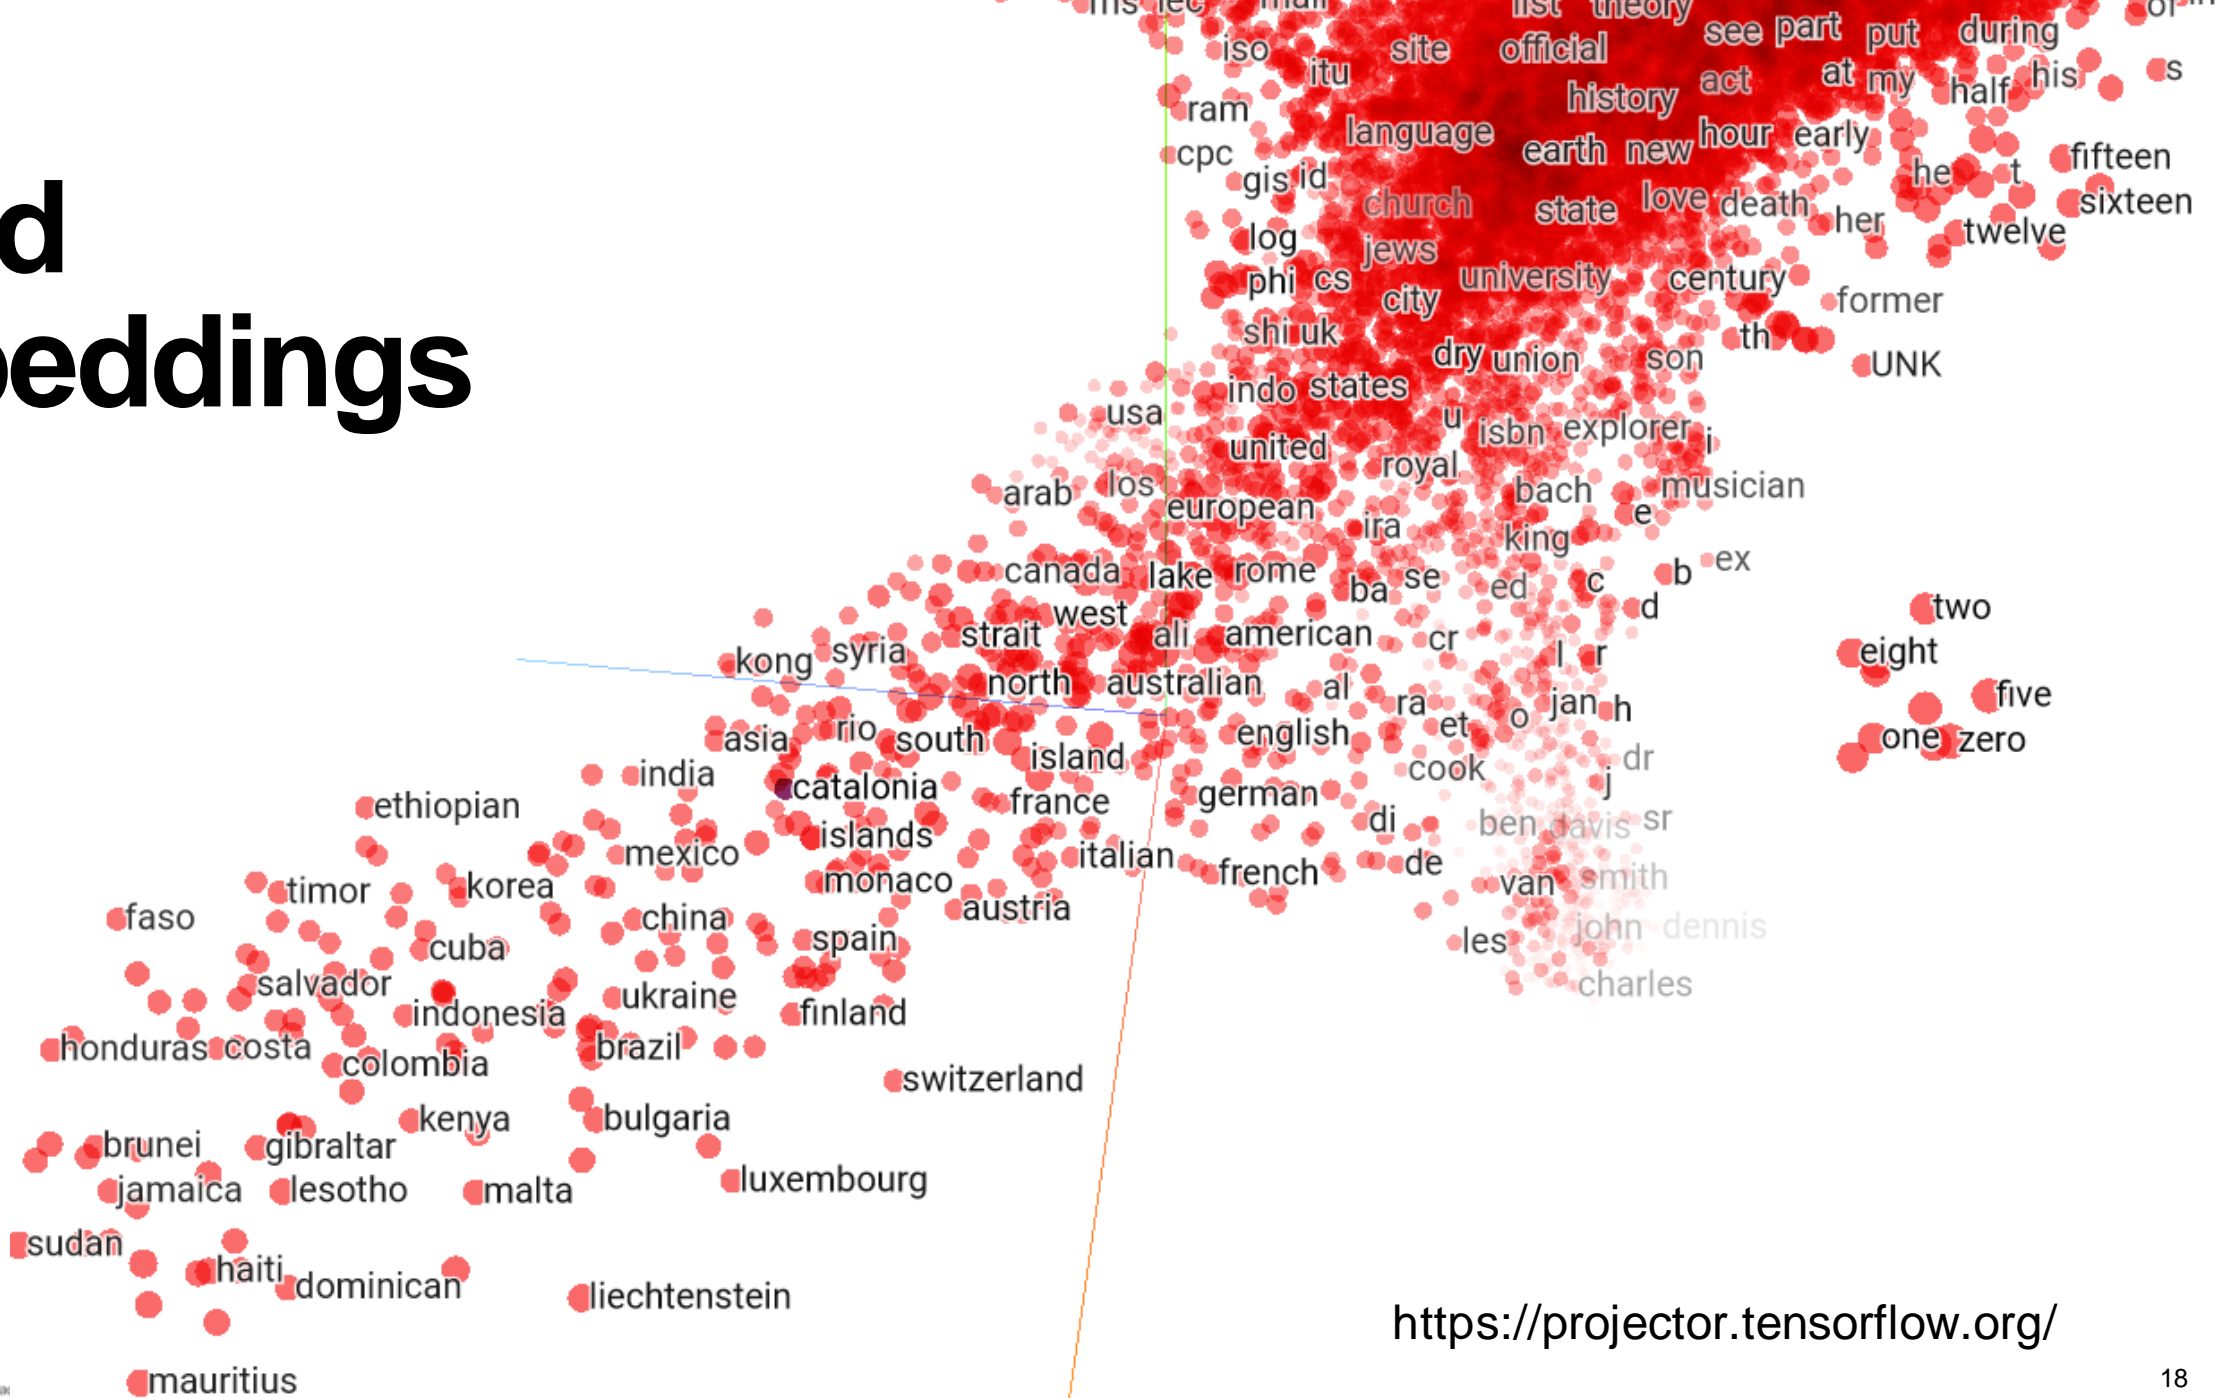 d
beddings
list theory
see part put during
iso site official
itu act at my half his s
ram history
language earth new hour early
cpc fifteen
gis id he t
church state love death her sixteen
log jews twelve
phi cs university century
city former
shi uk th
dry union son UNK
indo states
usa u isbn explorer i
united royal
arab los bach musician
european e
ira king
canada lake rome ba se ed c b ex
west d two
strait ali american cr
kong syria l r eight
north australian al jan h five
rio ra et o
asia south english one zero
island dr
india catalonia cook j
ethiopian france german
islands di ben davis sr
mexico italian de
timor korea monaco french van smith
faso china austria
cuba spain les john dennis
salvador ukraine charles
indonesia finland
honduras costa brazil
colombia switzerland
kenya bulgaria
brunei gibraltar
jamaica lesotho malta luxembourg
sudan
haiti dominican
liechtenstein
https://projector.tensorflow.org/
mauritius
18